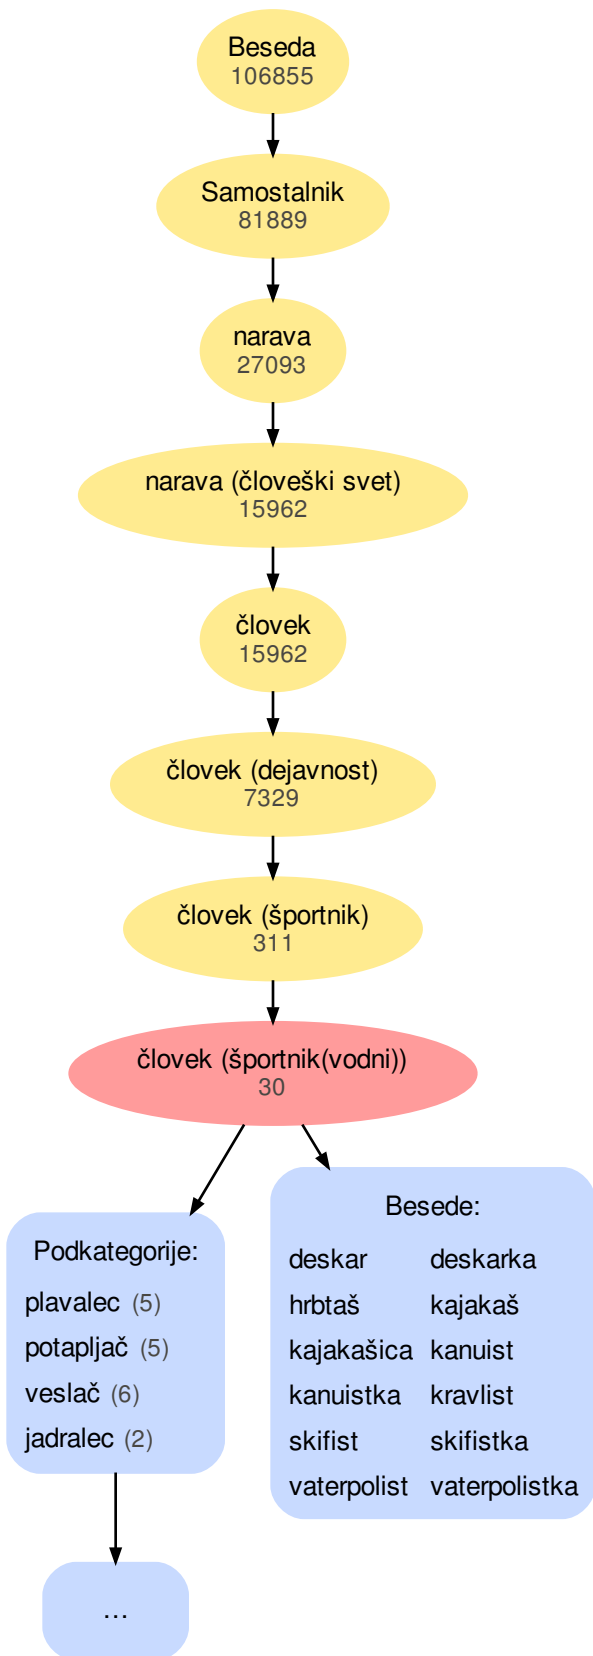 Beseda
106855
Samostalnik
81889
narava
27093
narava (človeški svet)
15962
človek
15962
človek (dejavnost)
7329
človek (športnik)
311
človek (športnik(vodni))
30
Podkategorije:
plavalec (5)
potapljač (5)
veslač (6)
jadralec (2)
...
Besede:
deskar deskarka
hrbtaš kajakaš
kajakašica kanuist
kanuistka kravlist
skifist skifistka
vaterpolist vaterpolistka